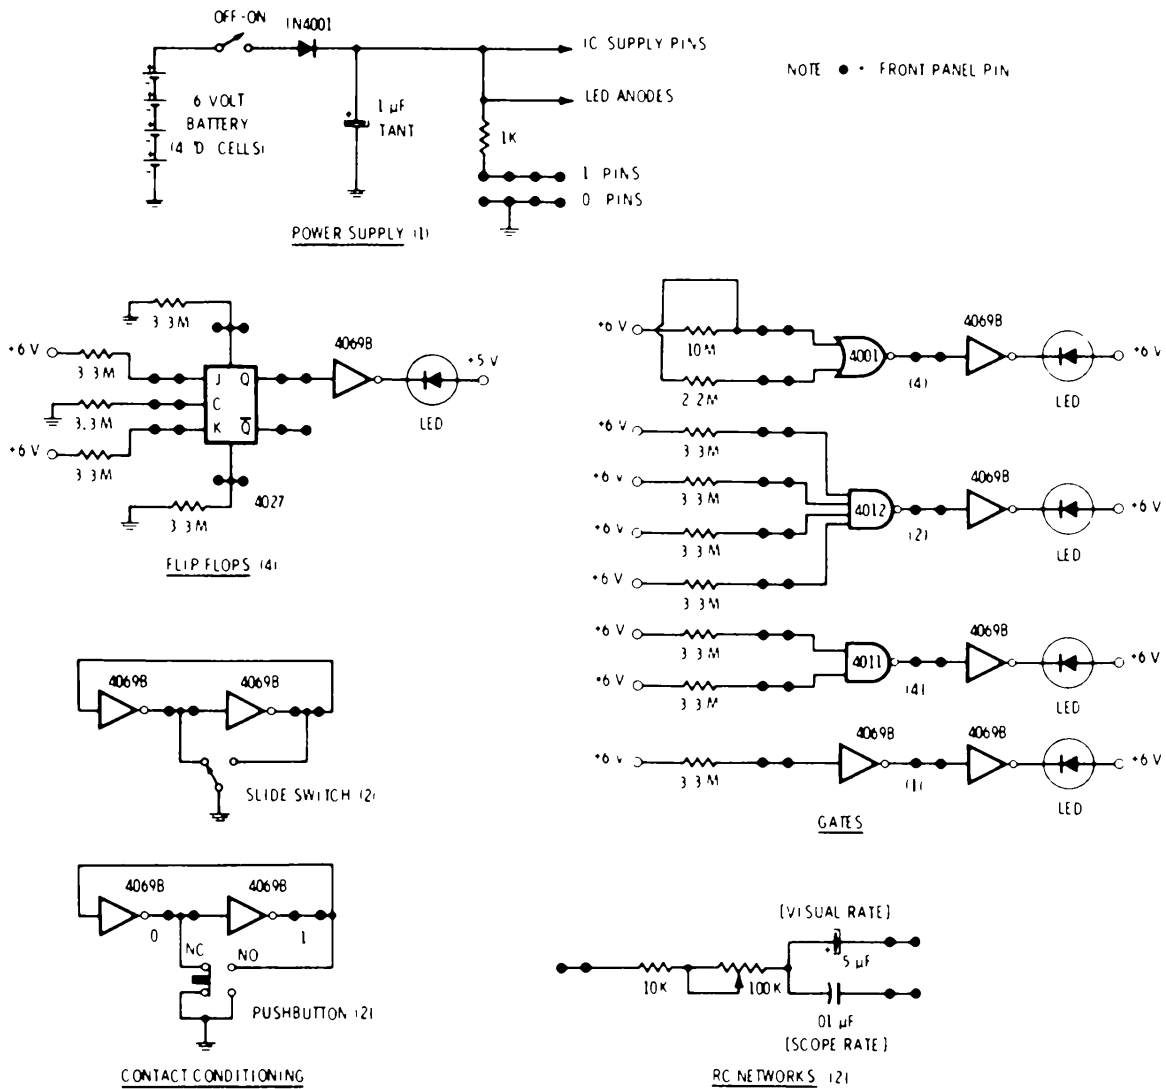 OFF-ON
1N4001
IC SUPPLY PINS
NOTE ● = FRONT PANEL PIN
LED ANODES
6 VOLT
BATTERY
(4 "D" CELLS)
+
1 µF
TANT
1K
1 PINS
0 PINS
POWER SUPPLY (1)
3.3M
+6 V
3.3M
J Q
4069B
+5 V
LED
C
3.3M
K Q̅
+6 V
3.3M
4027
3.3M
FLIP FLOPS (4)
+6 V
10M
2.2M
4001
(4)
4069B
LED
+6 V
+6 V
3.3M
+6 V
3.3M
+6 V
3.3M
+6 V
3.3M
4012
(2)
4069B
LED
+6 V
+6 V
3.3M
+6 V
3.3M
4011
(4)
4069B
LED
+6 V
+6 V
3.3M
4069B
(1)
4069B
LED
+6 V
GATES
4069B
4069B
SLIDE SWITCH (2)
4069B
4069B
0
1
NC
NO
PUSHBUTTON (2)
CONTACT CONDITIONING
[VISUAL RATE]
+
5 µF
10K
100K
.01 µF
[SCOPE RATE]
RC NETWORKS (2)